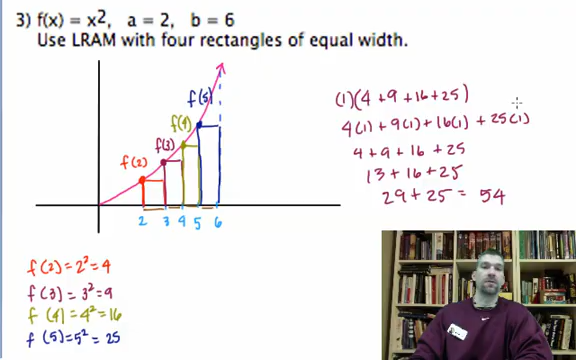 3) f(x) = x², a = 2, b = 6
Use LRAM with four rectangles of equal width.
f(5)
f(4)
f(3)
f(2)
2 3 4 5 6
(1)(4 + 9 + 16 + 25)
4(1) + 9(1) + 16(1) + 25(1)
4 + 9 + 16 + 25
13 + 16 + 25
29 + 25 = 54
f(2) = 2² = 4
f(3) = 3² = 9
f(4) = 4² = 16
f(5) = 5² = 25